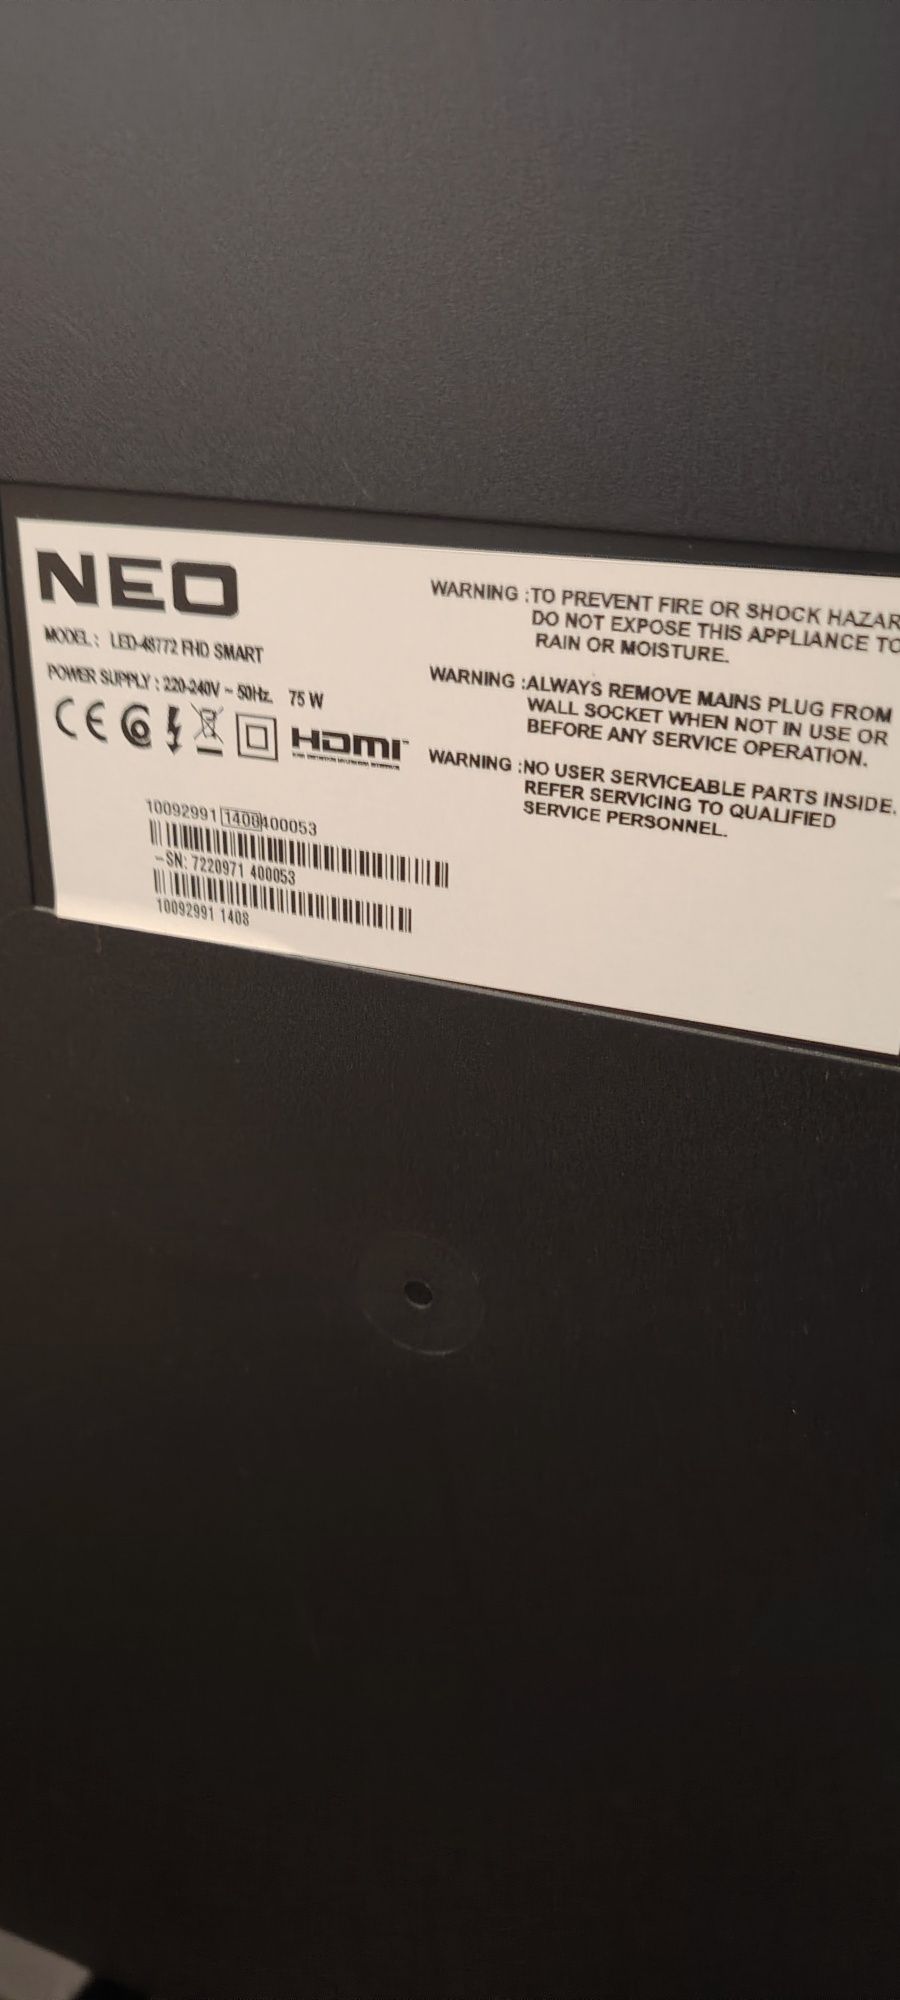 NEO
MODEL : LED-48772 FHD SMART
POWER SUPPLY : 220-240V ~ 50Hz. 75 W
CE
HDMI
10092991 1408 400053
-SN: 7220971 400053
10092991 1408
WARNING :TO PREVENT FIRE OR SHOCK HAZAR
DO NOT EXPOSE THIS APPLIANCE TO
RAIN OR MOISTURE.
WARNING :ALWAYS REMOVE MAINS PLUG FROM
WALL SOCKET WHEN NOT IN USE OR
BEFORE ANY SERVICE OPERATION.
WARNING :NO USER SERVICEABLE PARTS INSIDE.
REFER SERVICING TO QUALIFIED
SERVICE PERSONNEL.